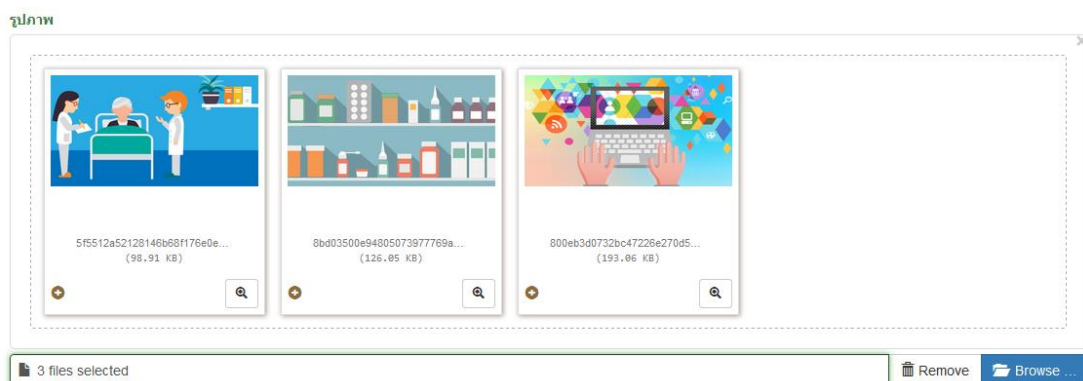 รูปภาพ
5f5512a52128146b68f176e0e...
(98.91 KB)
8bd03500e94805073977769a...
(126.05 KB)
800eb3d0732bc47226e270d5...
(193.06 KB)
3 files selected
Remove
Browse ...